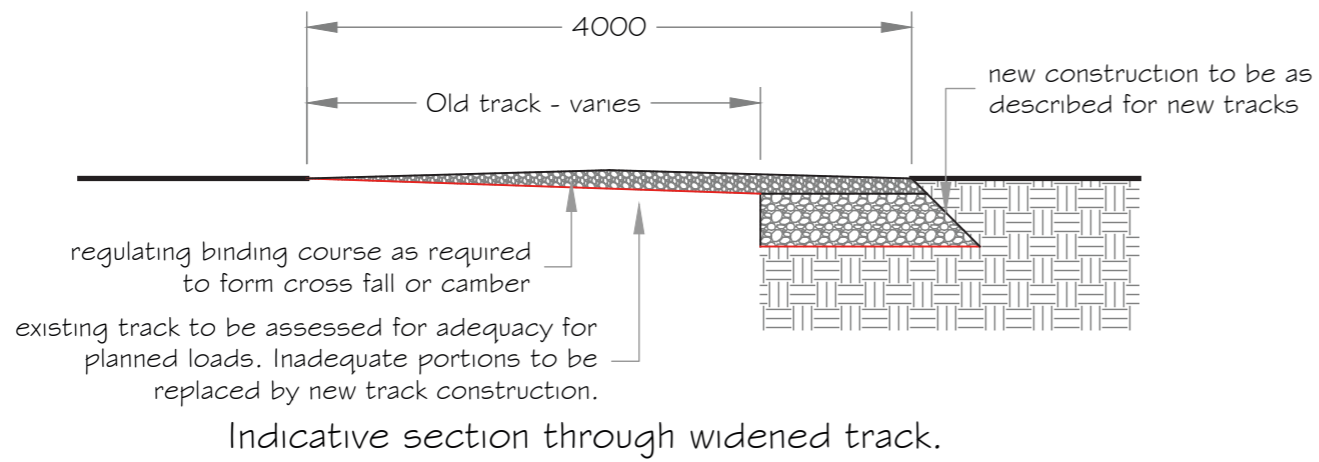 4000
Old track - varies
new construction to be as
described for new tracks
regulating binding course as required
to form cross fall or camber
existing track to be assessed for adequacy for
planned loads. Inadequate portions to be
replaced by new track construction.
Indicative section through widened track.